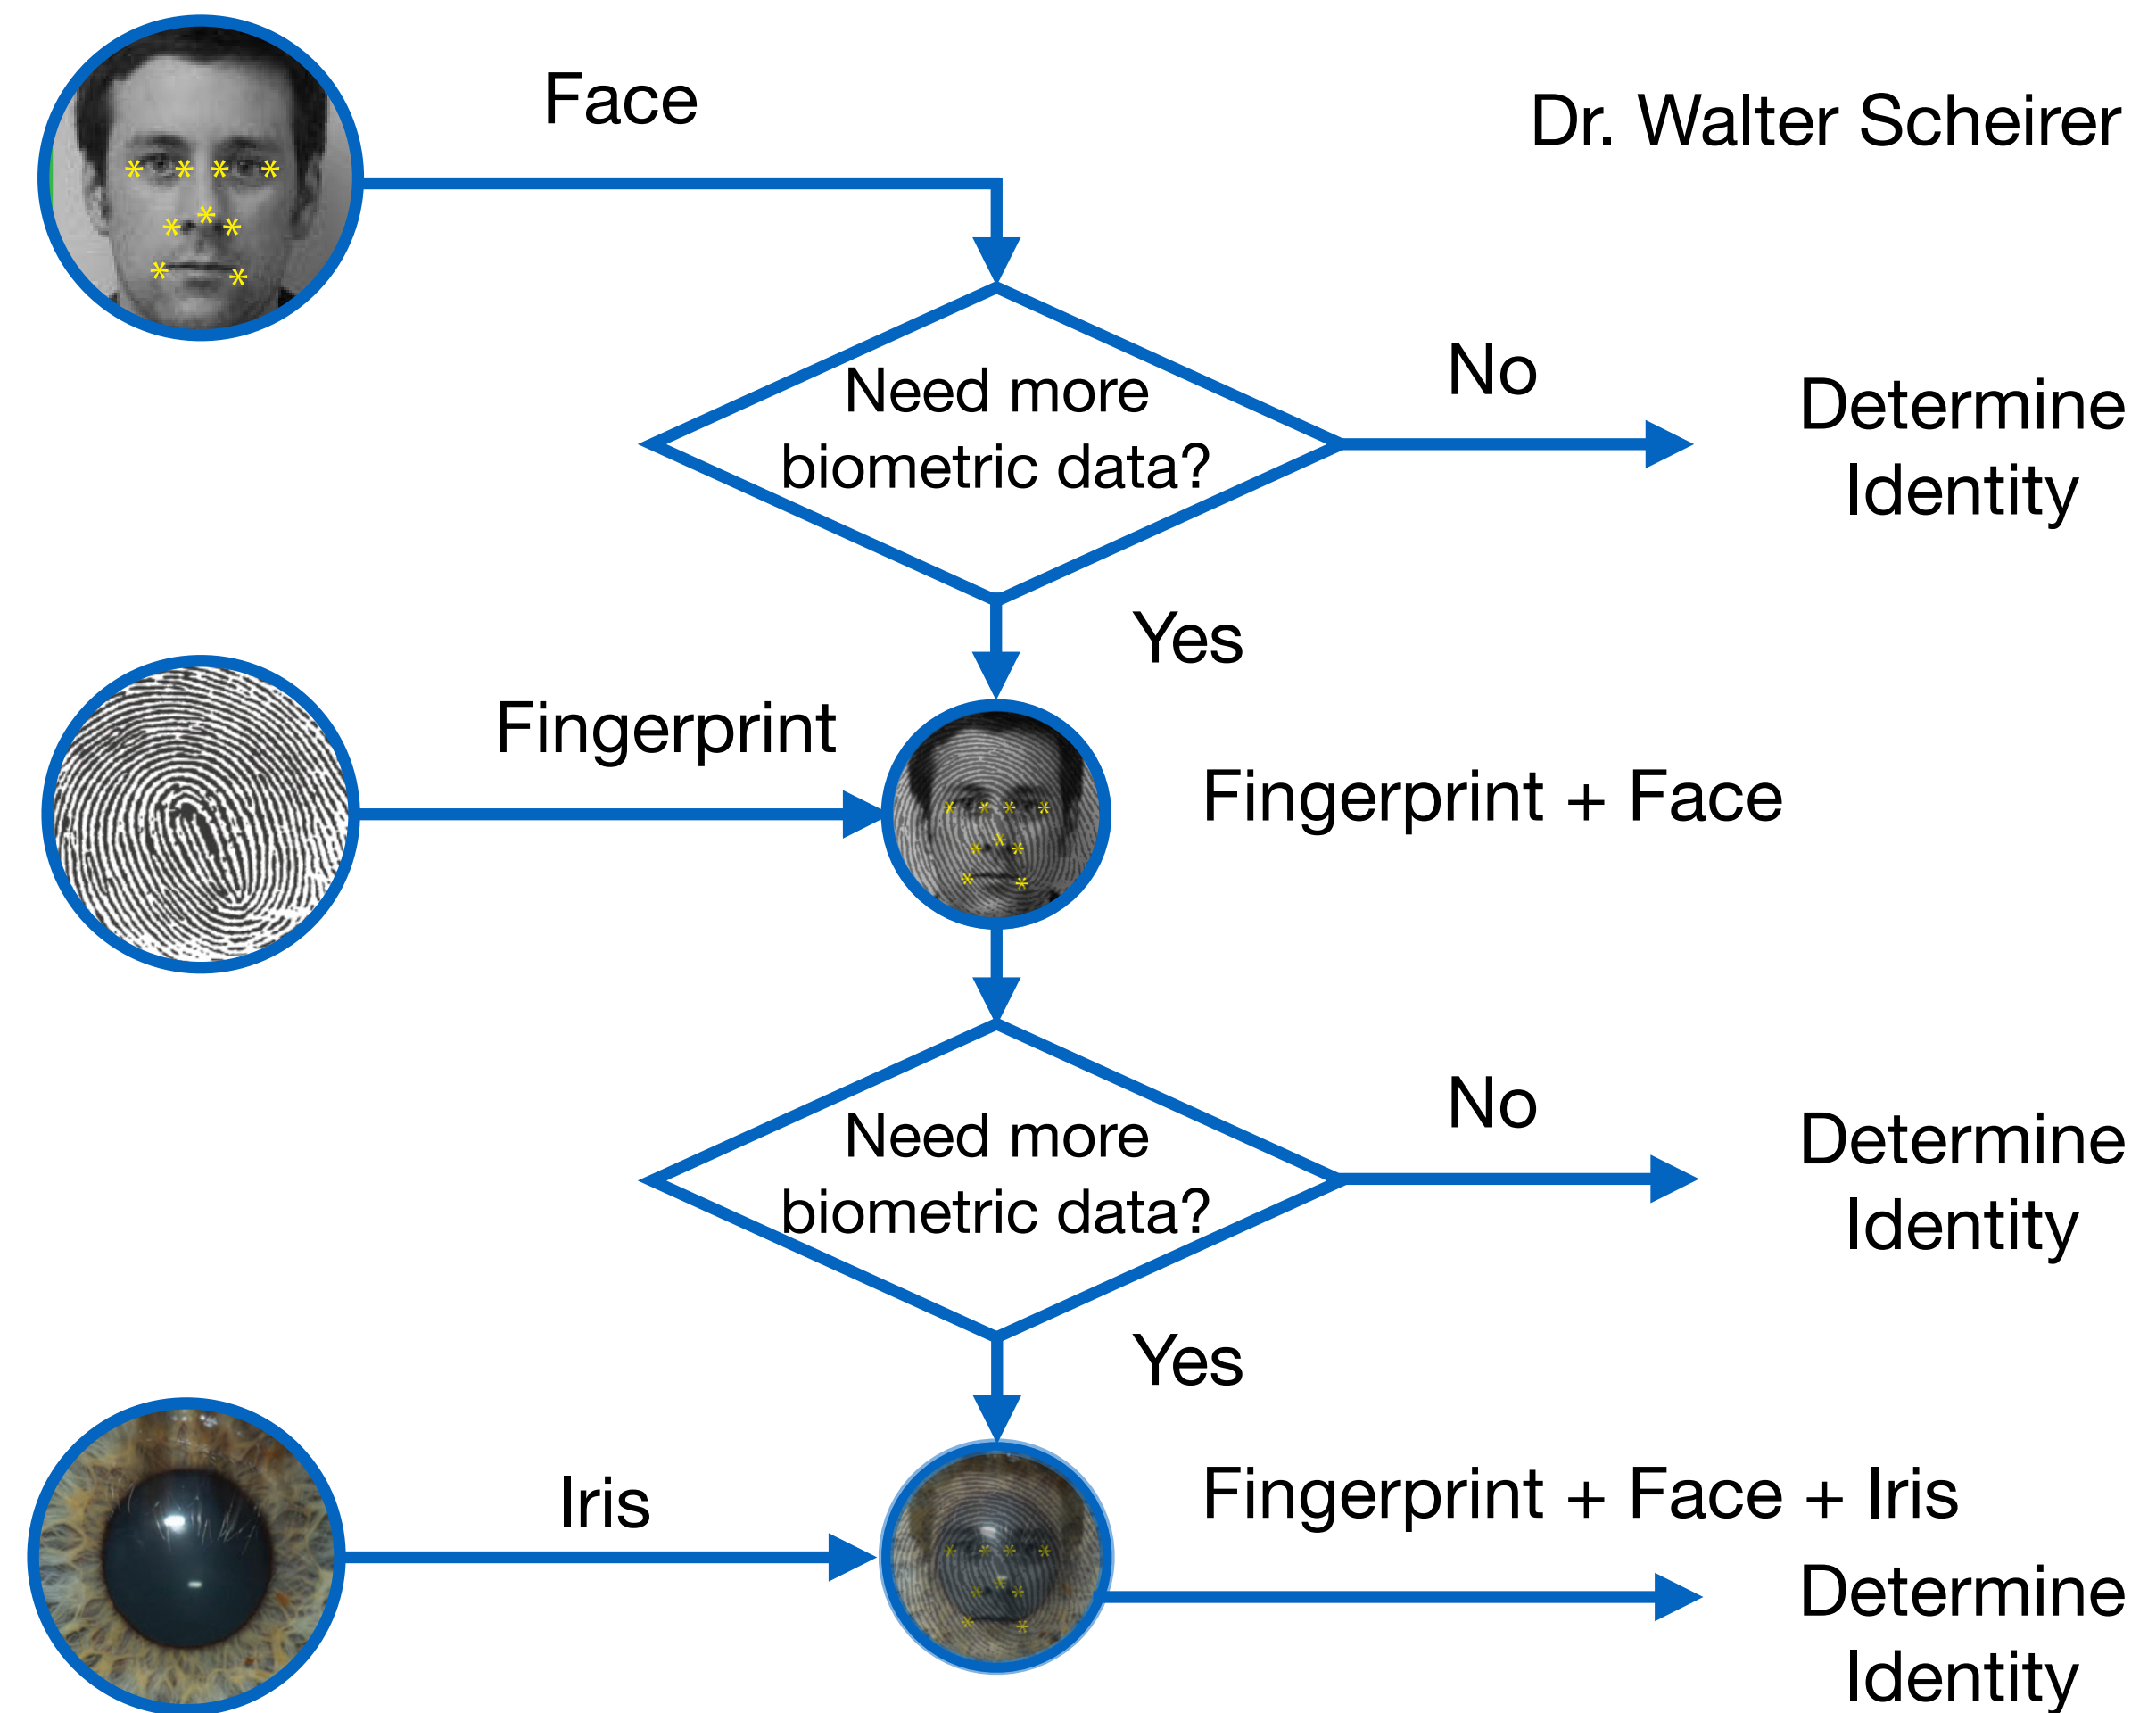 Face
Dr. Walter Scheirer
Need more
biometric data?
No
Determine
Identity
Yes
Fingerprint
Fingerprint + Face
Need more
biometric data?
No
Determine
Identity
Yes
Iris
Fingerprint + Face + Iris
Determine
Identity